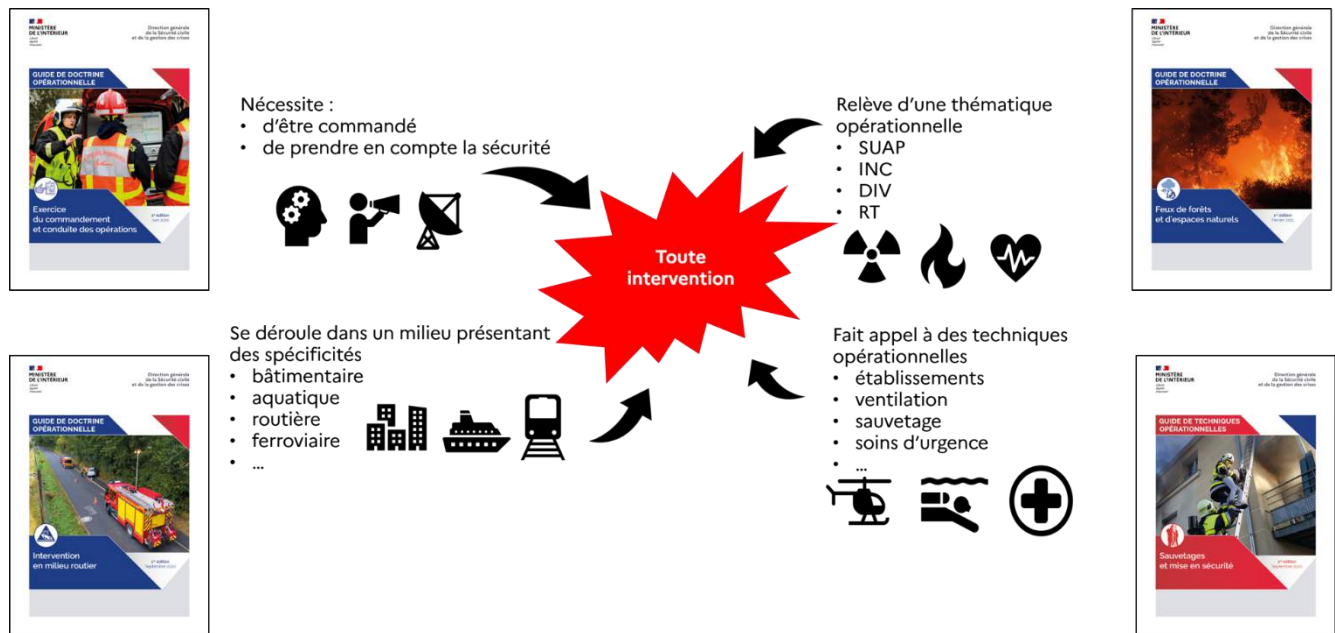 MINISTÈRE
DE L'INTÉRIEUR
Direction générale
de la Sécurité civile
et de la gestion des crises
GUIDE DE DOCTRINE
OPÉRATIONNELLE
Exercice
du commandement
et conduite des opérations
Nécessite :
• d'être commandé
• de prendre en compte la sécurité
Relève d'une thématique
opérationnelle
• SUAP
• INC
• DIV
• RT
MINISTÈRE
DE L'INTÉRIEUR
Direction générale
de la Sécurité civile
et de la gestion des crises
GUIDE DE DOCTRINE
OPÉRATIONNELLE
Feux de forêts
et d'espaces naturels
Toute
intervention
MINISTÈRE
DE L'INTÉRIEUR
Direction générale
de la Sécurité civile
et de la gestion des crises
GUIDE DE DOCTRINE
OPÉRATIONNELLE
Intervention
en milieu routier
Se déroule dans un milieu présentant
des spécificités
• bâtimentaire
• aquatique
• routière
• ferroviaire
• ...
Fait appel à des techniques
opérationnelles
• établissements
• ventilation
• sauvetage
• soins d'urgence
• ...
MINISTÈRE
DE L'INTÉRIEUR
Direction générale
de la Sécurité civile
et de la gestion des crises
GUIDE DE TECHNIQUES
OPÉRATIONNELLES
Sauvetages
et mise en sécurité